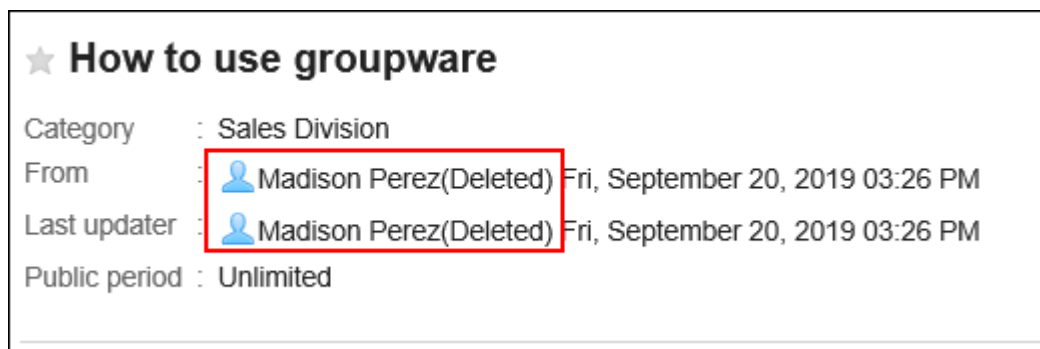 How to use groupware
Category : Sales Division
From : Madison Perez(Deleted) Fri, September 20, 2019 03:26 PM
Last updater : Madison Perez(Deleted) Fri, September 20, 2019 03:26 PM
Public period : Unlimited